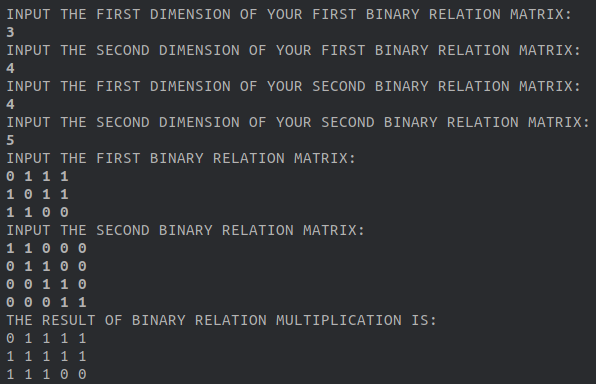 INPUT THE FIRST DIMENSION OF YOUR FIRST BINARY RELATION MATRIX:
3
INPUT THE SECOND DIMENSION OF YOUR FIRST BINARY RELATION MATRIX:
4
INPUT THE FIRST DIMENSION OF YOUR SECOND BINARY RELATION MATRIX:
4
INPUT THE SECOND DIMENSION OF YOUR SECOND BINARY RELATION MATRIX:
5
INPUT THE FIRST BINARY RELATION MATRIX:
0 1 1 1
1 0 1 1
1 1 0 0
INPUT THE SECOND BINARY RELATION MATRIX:
1 1 0 0 0
0 1 1 0 0
0 0 1 1 0
0 0 0 1 1
THE RESULT OF BINARY RELATION MULTIPLICATION IS:
0 1 1 1 1
1 1 1 1 1
1 1 1 0 0